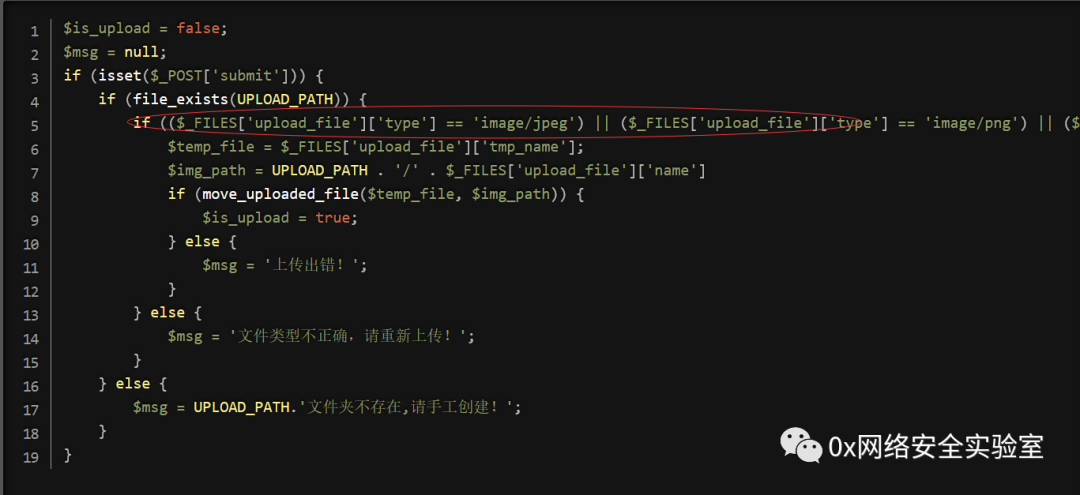 1 $is_upload = false;
2 $msg = null;
3 if (isset($_POST['submit'])) {
4 if (file_exists(UPLOAD_PATH)) {
5 if (($_FILES['upload_file']['type'] == 'image/jpeg') || ($_FILES['upload_file']['type'] == 'image/png') || ($
6 $temp_file = $_FILES['upload_file']['tmp_name'];
7 $img_path = UPLOAD_PATH . '/' . $_FILES['upload_file']['name']
8 if (move_uploaded_file($temp_file, $img_path)) {
9 $is_upload = true;
10 } else {
11 $msg = '上传出错！';
12 }
13 } else {
14 $msg = '文件类型不正确，请重新上传！';
15 }
16 } else {
17 $msg = UPLOAD_PATH.'文件夹不存在,请手工创建！';
18 }
19 }
0x网络安全实验室